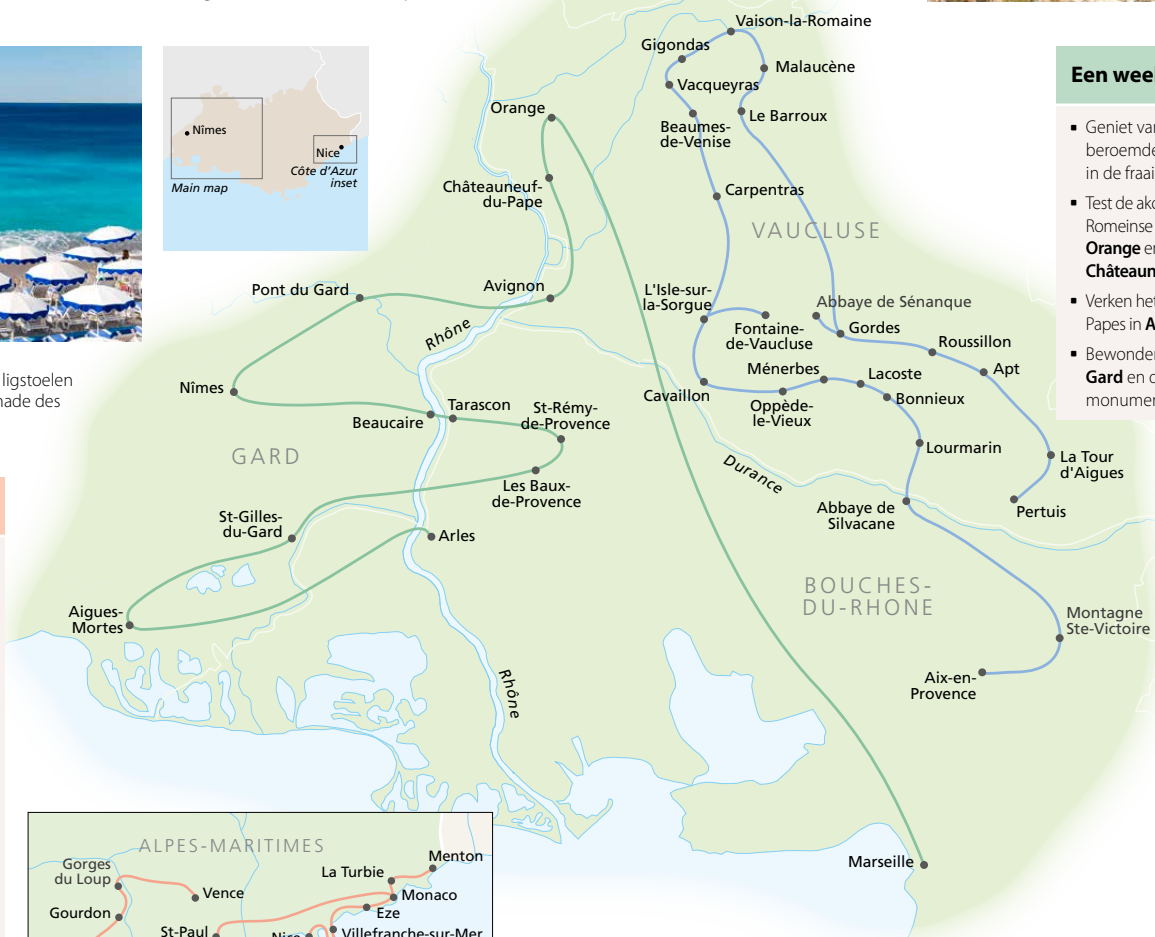 Nîmes
Nice
Côte d’Azur
inset
Main map
ligstoelen
nade des
Vaison-la-Romaine
Gigondas
Malaucène
Vacqueyras
Orange
Le Barroux
Beaumes-
de-Venise
Châteauneuf-
du-Pape
Carpentras
VAUCLUSE
Pont du Gard
Avignon
L'Isle-sur-
la-Sorgue
Abbaye de Sénanque
Rhône
Fontaine-
de-Vaucluse
Gordes
Roussillon
Nîmes
Ménerbes
Lacoste
Apt
Cavaillon
Bonnieux
Oppède-
le-Vieux
Tarascon
Beaucaire
St-Rémy-
de-Provence
GARD
Lourmarin
La Tour
d'Aigues
Durance
Les Baux-
de-Provence
Abbaye de
Silvacane
Pertuis
St-Gilles-
du-Gard
Arles
BOUCHES-
DU-RHONE
Aigues-
Mortes
Montagne
Ste-Victoire
Aix-en-
Provence
Rhône
Marseille
ALPES-MARITIMES
Gorges
du Loup
Menton
La Turbie
Vence
Monaco
Gourdon
Eze
St-Paul
Nice
Villefranche-sur-Mer
Een wee
Geniet va
beroemde
in de fraai
Test de ako
Romeinse
Orange en
Châteaun
Verken het
Papes in A
Bewonder
Gard en d
monumen